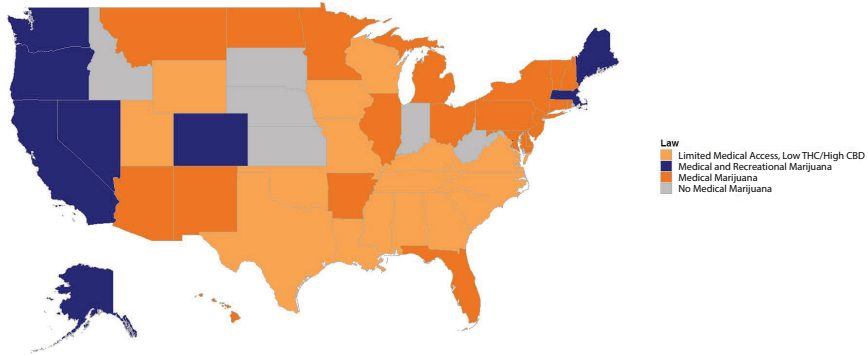 Law
Limited Medical Access, Low THC/High CBD
Medical and Recreational Marijuana
Medical Marijuana
No Medical Marijuana